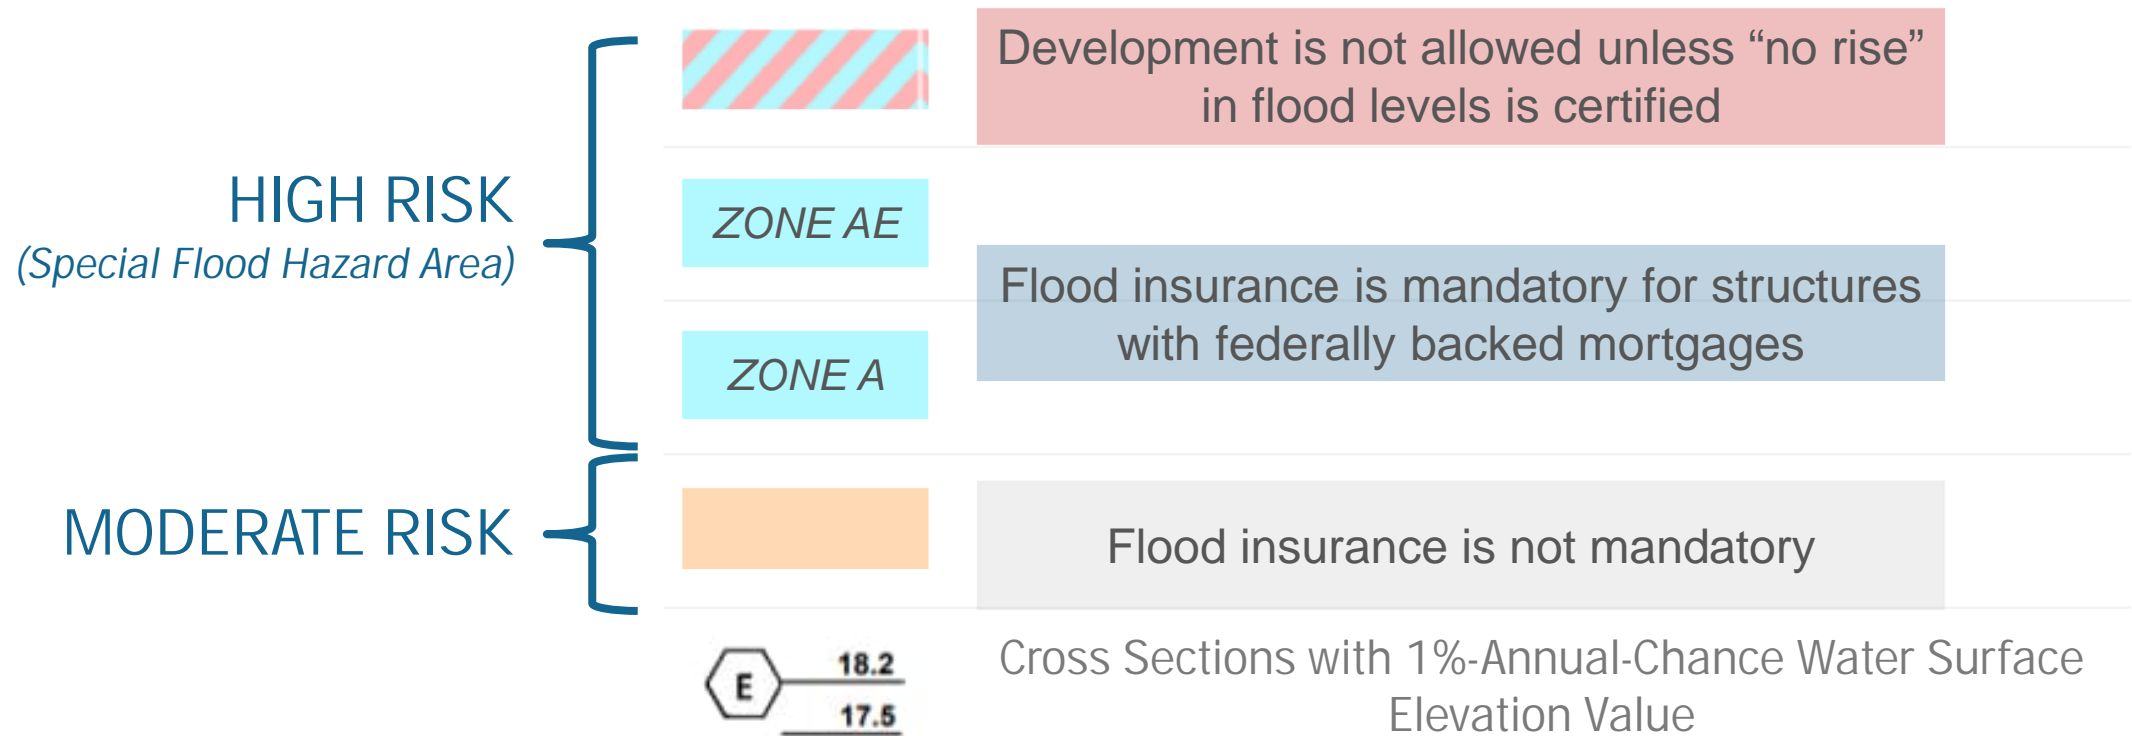 Development is not allowed unless “no rise”
in flood levels is certified
HIGH RISK
(Special Flood Hazard Area)
ZONE AE
Flood insurance is mandatory for structures
with federally backed mortgages
ZONE A
MODERATE RISK
Flood insurance is not mandatory
E
18.2
17.5
Cross Sections with 1%-Annual-Chance Water Surface
Elevation Value